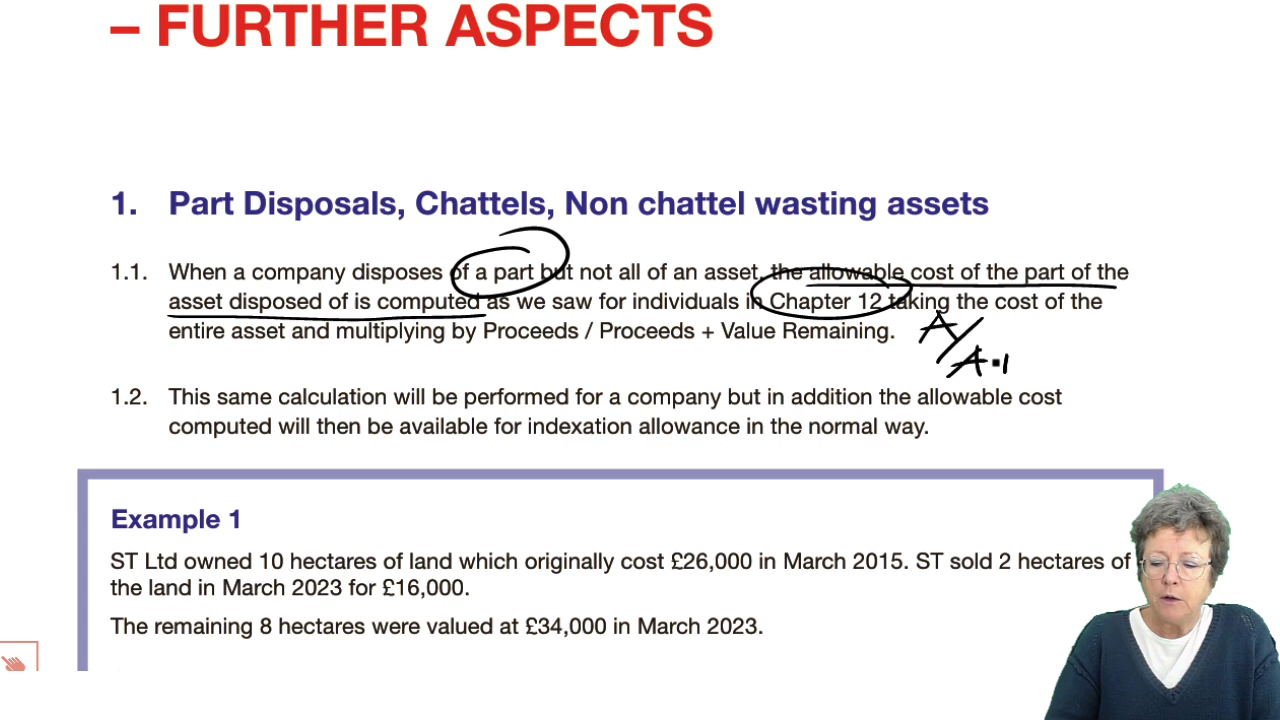 – FURTHER ASPECTS
1. Part Disposals, Chattels, Non chattel wasting assets
1.1. When a company disposes of a part but not all of an asset, the allowable cost of the part of the
asset disposed of is computed as we saw for individuals in Chapter 12 taking the cost of the
entire asset and multiplying by Proceeds / Proceeds + Value Remaining.
A/
A
1.2. This same calculation will be performed for a company but in addition the allowable cost
computed will then be available for indexation allowance in the normal way.
Example 1
ST Ltd owned 10 hectares of land which originally cost £26,000 in March 2015. ST sold 2 hectares of
the land in March 2023 for £16,000.
The remaining 8 hectares were valued at £34,000 in March 2023.